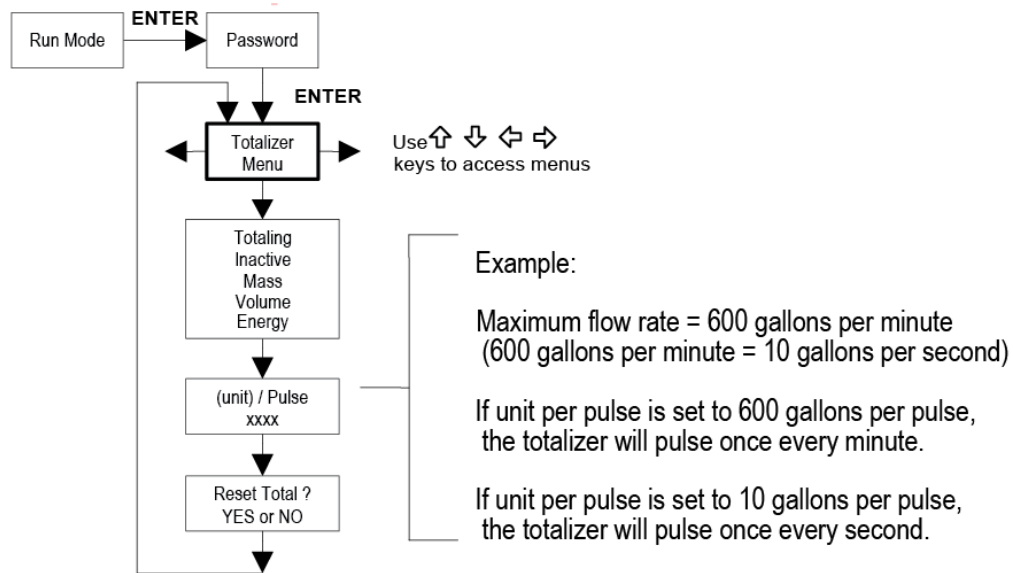 ENTER
Run Mode
Password
ENTER
Totalizer
Menu
Use
keys to access menus
Totaling
Inactive
Mass
Volume
Energy
(unit) / Pulse
xxxx
Reset Total ?
YES or NO
Example:
Maximum flow rate = 600 gallons per minute
(600 gallons per minute = 10 gallons per second)
If unit per pulse is set to 600 gallons per pulse,
the totalizer will pulse once every minute.
If unit per pulse is set to 10 gallons per pulse,
the totalizer will pulse once every second.